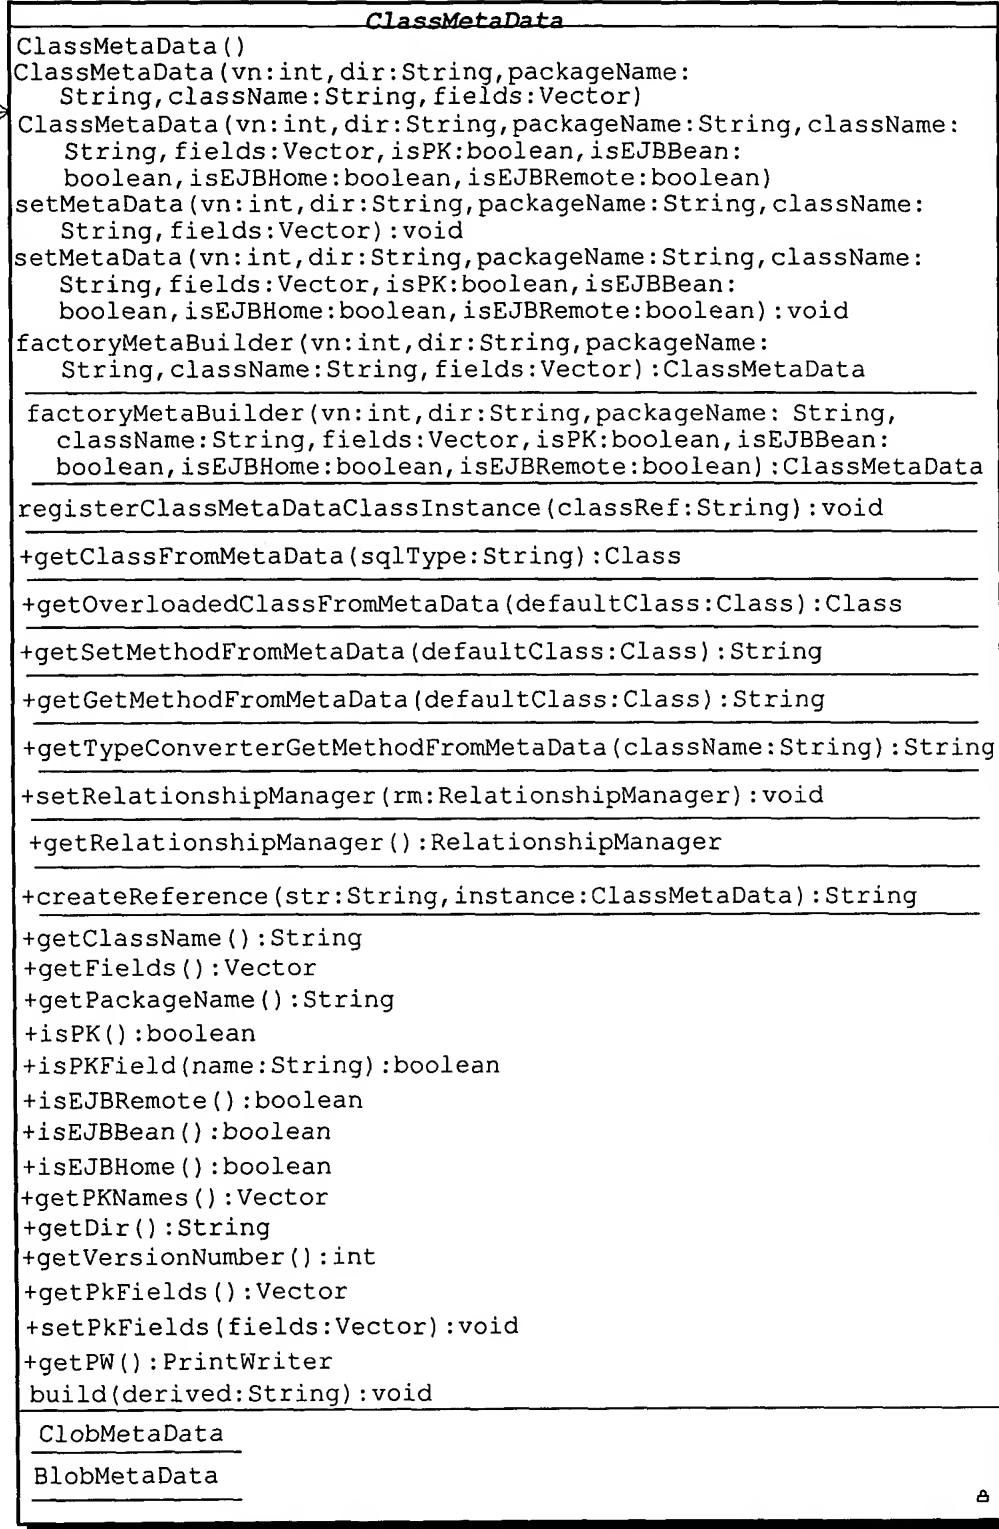 ClassMetaData
ClassMetaData()
ClassMetaData(vn:int,dir:String,packageName:
String,className:String,fields:Vector)
ClassMetaData(vn:int,dir:String,packageName:String,className:
String,fields:Vector,isPK:boolean,isEJBBean:
boolean,isEJBHome:boolean,isEJBRemote:boolean)
setMetaData(vn:int,dir:String,packageName:String,className:
String,fields:Vector):void
setMetaData(vn:int,dir:String,packageName:String,className:
String,fields:Vector,isPK:boolean,isEJBBean:
boolean,isEJBHome:boolean,isEJBRemote:boolean):void
factoryMetaBuilder(vn:int,dir:String,packageName:
String,className:String,fields:Vector):ClassMetaData
factoryMetaBuilder(vn:int,dir:String,packageName: String,
className:String,fields:Vector,isPK:boolean,isEJBBean:
boolean,isEJBHome:boolean,isEJBRemote:boolean):ClassMetaData
registerClassMetaDataClassInstance(classRef:String):void
+getClassFromMetaData(sqlType:String):Class
+getOverloadedClassFromMetaData(defaultClass:Class):Class
+getSetMethodFromMetaData(defaultClass:Class):String
+getGetMethodFromMetaData(defaultClass:Class):String
+getTypeConverterGetMethodFromMetaData(className:String):String
+setRelationshipManager(rm:RelationshipManager):void
+getRelationshipManager():RelationshipManager
+createReference(str:String,instance:ClassMetaData):String
+getClassName():String
+getFields():Vector
+getPackageName():String
+isPK():boolean
+isPKField(name:String):boolean
+isEJBRemote():boolean
+isEJBBean():boolean
+isEJBHome():boolean
+getPKNames():Vector
+getDir():String
+getVersionNumber():int
+getPkFields():Vector
+setPkFields(fields:Vector):void
+getPW():PrintWriter
build(derived:String):void
ClobMetaData
BlobMetaData